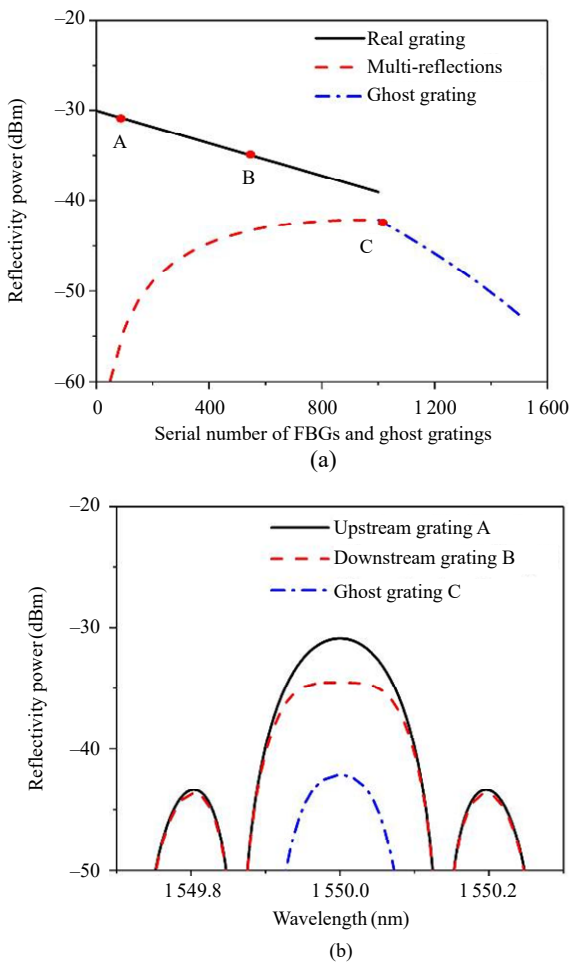 –20
Real grating
Multi-reflections
Ghost grating
–30
A
B
–40
C
–50
–60
Reflectivity power (dBm)
0 400 800 1 200 1 600
Serial number of FBGs and ghost gratings
(a)
–20
Upstream grating A
Downstream grating B
Ghost grating C
–30
–40
–50
Reflectivity power (dBm)
1 549.8 1 550.0 1 550.2
Wavelength (nm)
(b)